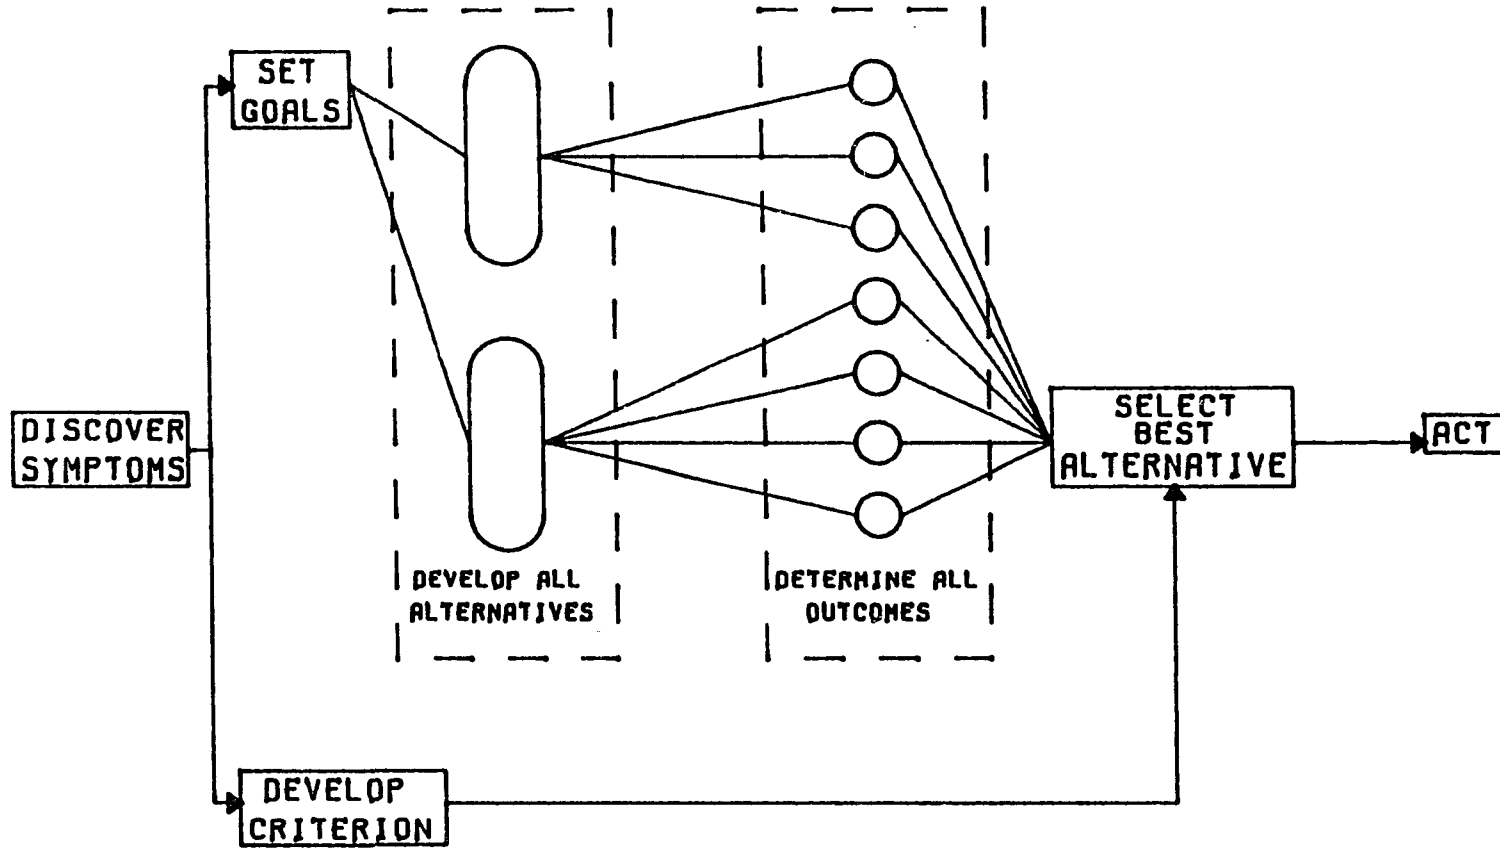 SET
GOALS
DISCOVER
SYMPTOMS
DEVELOP ALL
ALTERNATIVES
DETERMINE ALL
OUTCOMES
SELECT
BEST
ALTERNATIVE
ACT
DEVELOP
CRITERION